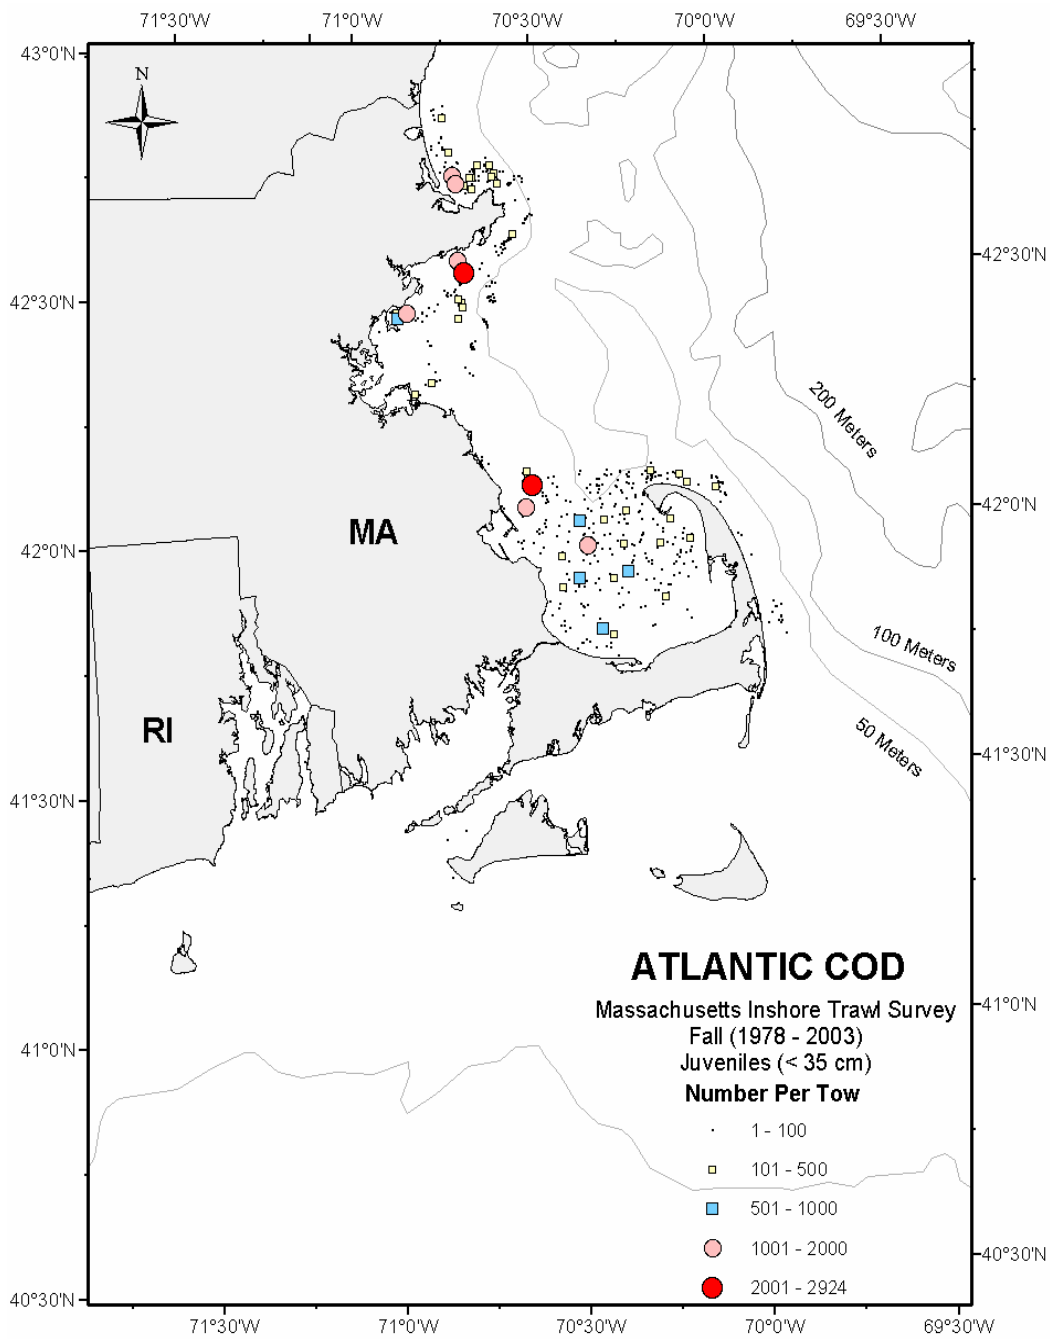 71°30'W 71°0'W 70°30'W 70°0'W 69°30'W
43°0'N
N
42°30'N
42°30'N
200 Meters
42°0'N
MA
42°0'N
100 Meters
RI
50 Meters
41°30'N
41°30'N
ATLANTIC COD
41°0'N
Massachusetts Inshore Trawl Survey
Fall (1978 - 2003)
41°0'N
Juveniles (< 35 cm)
Number Per Tow
1 - 100
101 - 500
501 - 1000
1001 - 2000
40°30'N
2001 - 2924
40°30'N
71°30'W 71°0'W 70°30'W 70°0'W 69°30'W